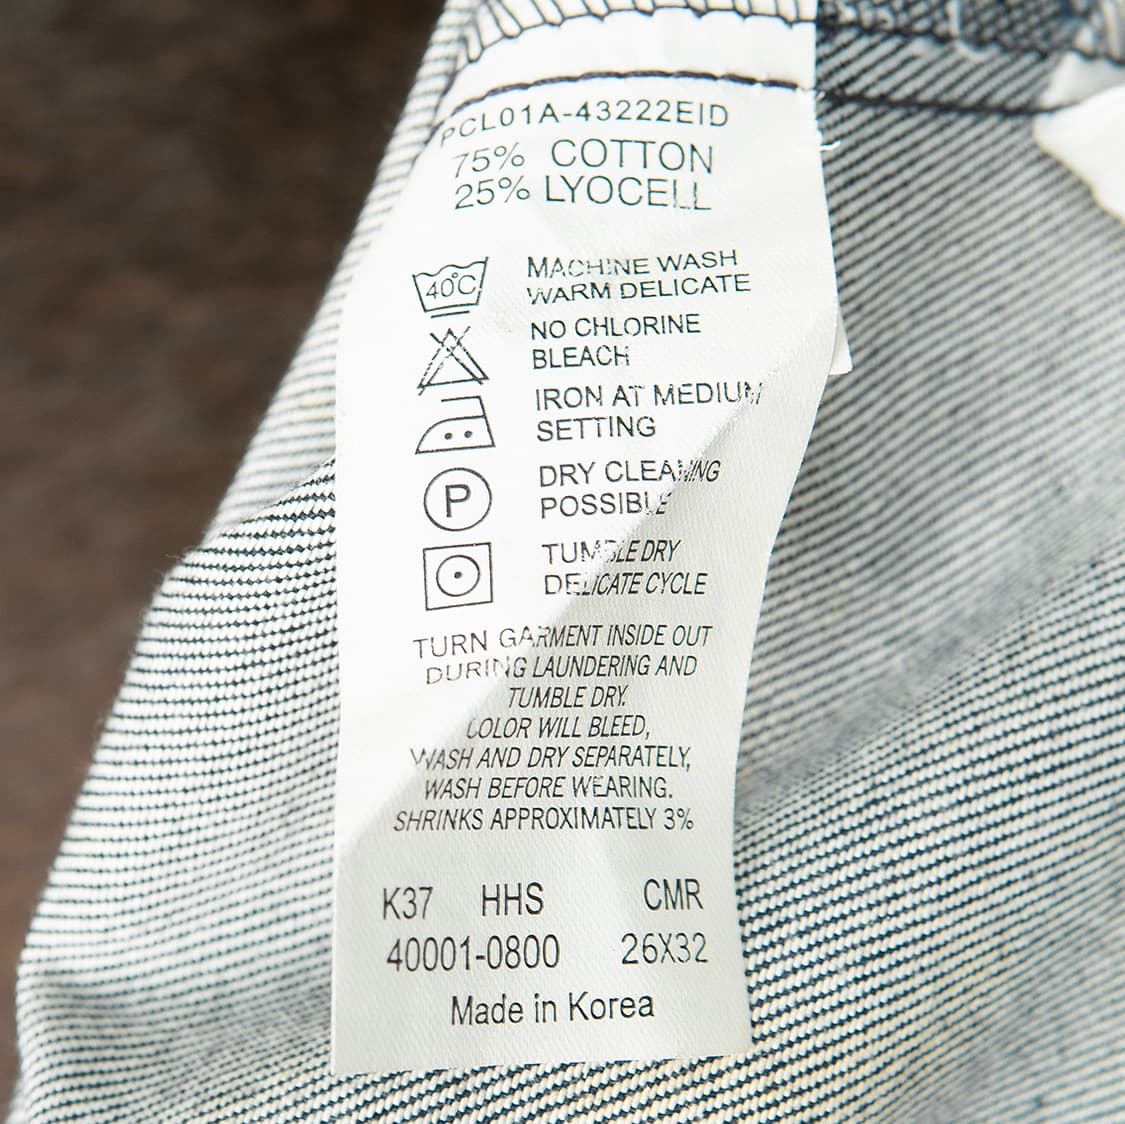 PCL01A-43222EID
75% COTTON
25% LYOCELL
40°C
MACHINE WASH
WARM DELICATE
NO CHLORINE
BLEACH
IRON AT MEDIUM
SETTING
P
DRY CLEANING
POSSIBLE
TUMBLE DRY
DELICATE CYCLE
TURN GARMENT INSIDE OUT
DURING LAUNDERING AND
TUMBLE DRY.
COLOR WILL BLEED,
WASH AND DRY SEPARATELY,
WASH BEFORE WEARING.
SHRINKS APPROXIMATELY 3%
K37 HHS CMR
40001-0800 26X32
Made in Korea